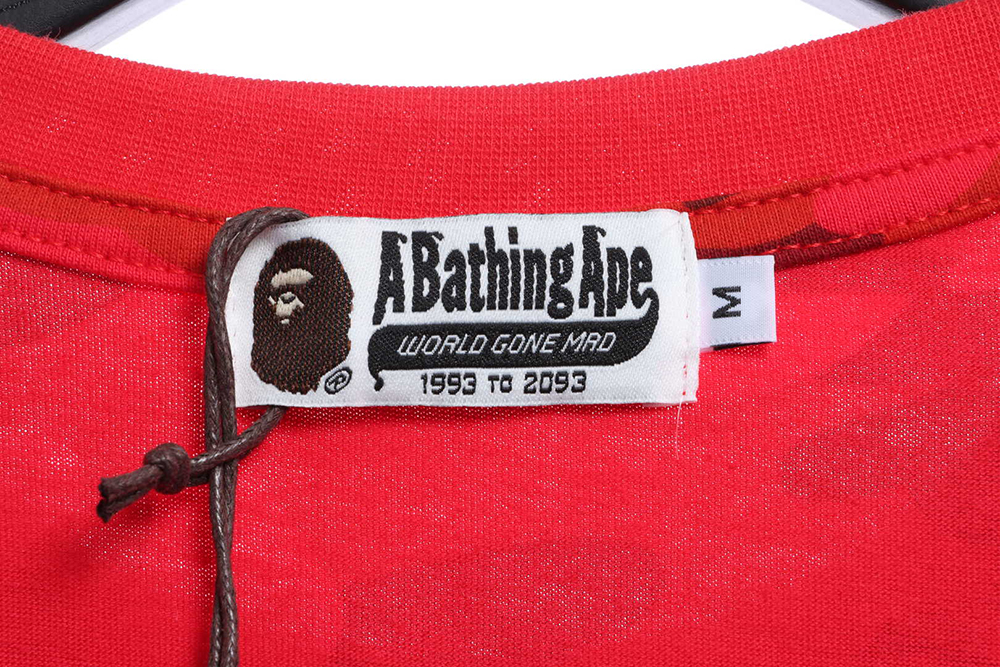 A Bathing Ape
WORLD GONE MAD
1993 TO 2093
®
M